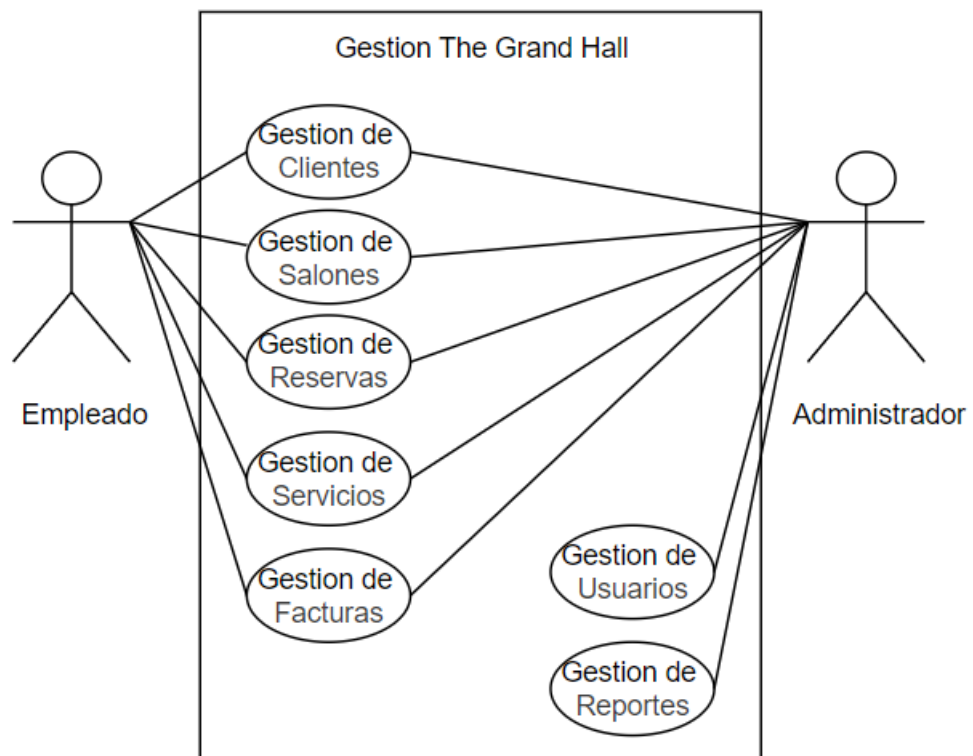 Gestion The Grand Hall
Gestion de
Clientes
Gestion de
Salones
Gestion de
Reservas
Empleado
Administrador
Gestion de
Servicios
Gestion de
Facturas
Gestion de
Usuarios
Gestion de
Reportes